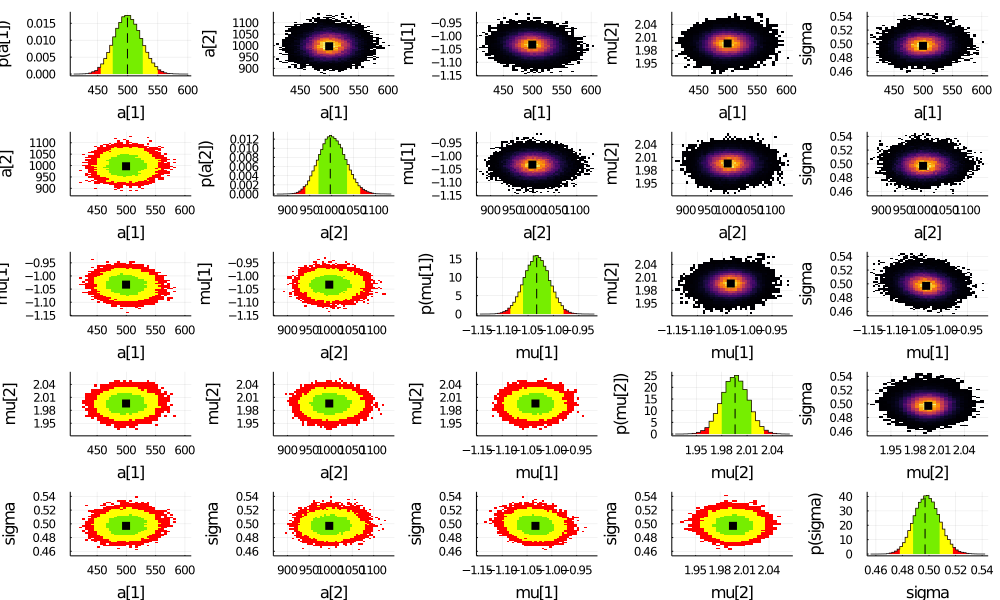 p(a[1])
0.015
0.010
0.005
0.000
450 500 550 600
a[1]
a[2]
1100
1050
1000
950
900
450 500 550 600
a[1]
mu[1]
−0.95
−1.00
−1.05
−1.10
−1.15
450 500 550 600
a[1]
mu[2]
2.04
2.01
1.98
1.95
450 500 550 600
a[1]
sigma
0.54
0.52
0.50
0.48
0.46
450 500 550 600
a[1]
a[2]
1100
1050
1000
950
900
450 500 550 600
a[1]
p(a[2])
0.012
0.010
0.008
0.006
0.004
0.002
0.000
900 950 1000 1050 1100
a[2]
mu[1]
−0.95
−1.00
−1.05
−1.10
−1.15
900 950 1000 1050 1100
a[2]
mu[2]
2.04
2.01
1.98
1.95
900 950 1000 1050 1100
a[2]
sigma
0.54
0.52
0.50
0.48
0.46
900 950 1000 1050 1100
a[2]
mu[1]
−0.95
−1.00
−1.05
−1.10
−1.15
450 500 550 600
a[1]
mu[1]
−0.95
−1.00
−1.05
−1.10
−1.15
900 950 1000 1050 1100
a[2]
p(mu[1])
15
10
5
0
−1.15 −1.10 −1.05 −1.00 −0.95
mu[1]
mu[2]
2.04
2.01
1.98
1.95
−1.15 −1.10 −1.05 −1.00 −0.95
mu[1]
sigma
0.54
0.52
0.50
0.48
0.46
−1.15 −1.10 −1.05 −1.00 −0.95
mu[1]
mu[2]
2.04
2.01
1.98
1.95
450 500 550 600
a[1]
mu[2]
2.04
2.01
1.98
1.95
900 950 1000 1050 1100
a[2]
mu[2]
2.04
2.01
1.98
1.95
−1.15 −1.10 −1.05 −1.00 −0.95
mu[1]
p(mu[2])
25
20
15
10
5
0
1.95 1.98 2.01 2.04
mu[2]
sigma
0.54
0.52
0.50
0.48
0.46
1.95 1.98 2.01 2.04
mu[2]
sigma
0.54
0.52
0.50
0.48
0.46
450 500 550 600
a[1]
sigma
0.54
0.52
0.50
0.48
0.46
900 950 1000 1050 1100
a[2]
sigma
0.54
0.52
0.50
0.48
0.46
−1.15 −1.10 −1.05 −1.00 −0.95
mu[1]
sigma
0.54
0.52
0.50
0.48
0.46
1.95 1.98 2.01 2.04
mu[2]
p(sigma)
40
30
20
10
0
0.46 0.48 0.50 0.52 0.54
sigma